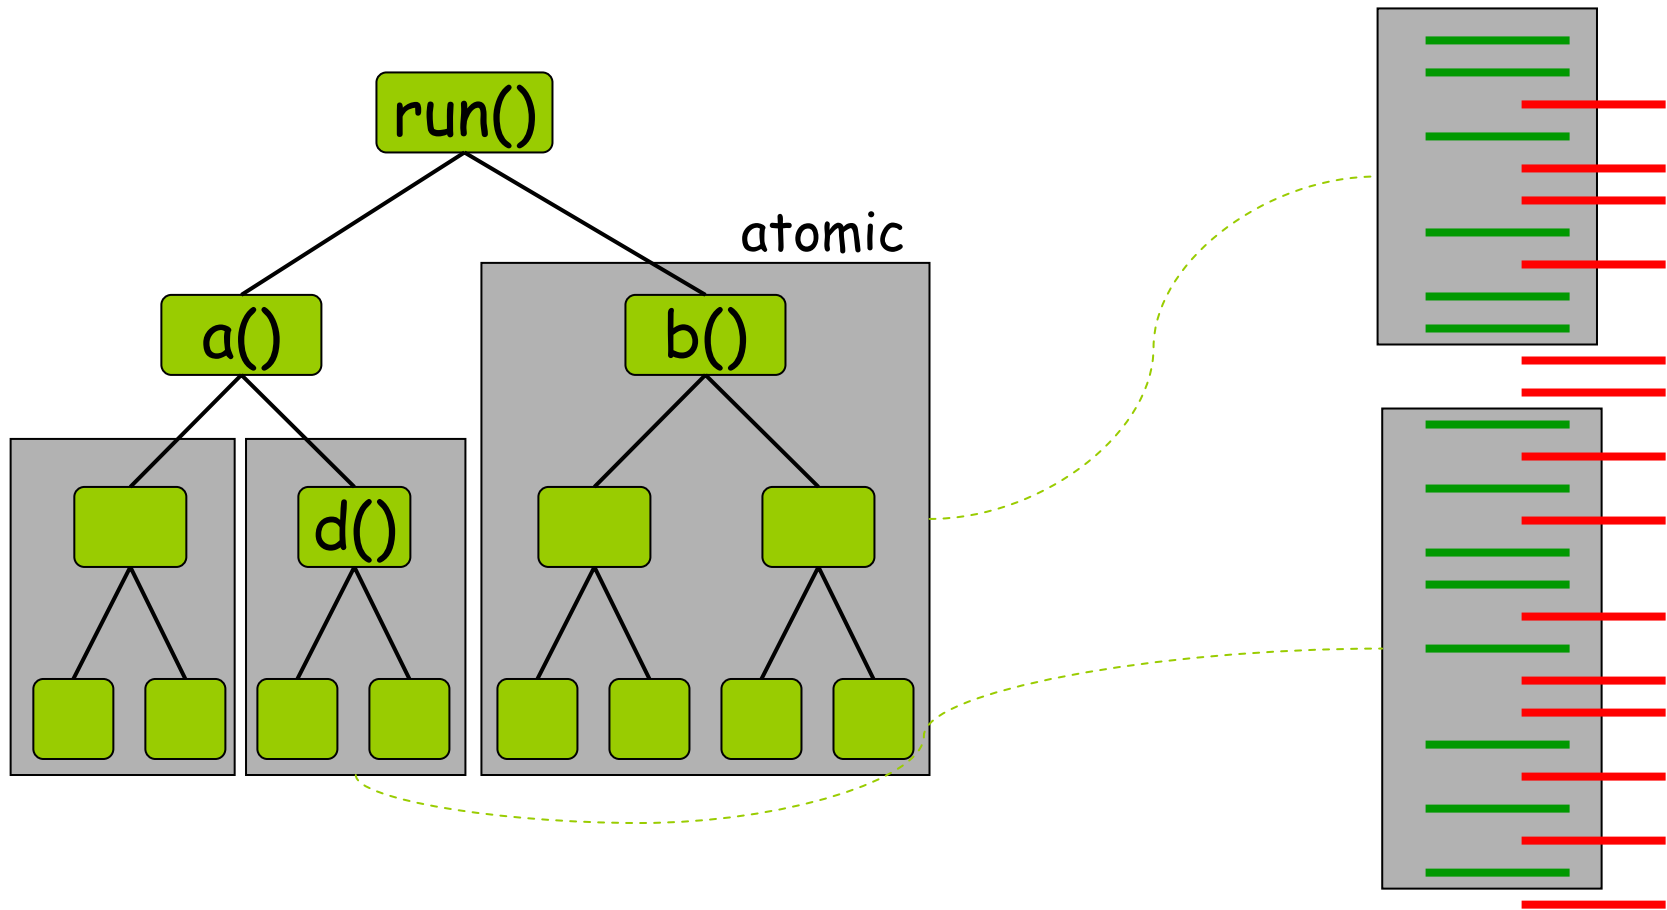 run()
atomic
a()
b()
d()